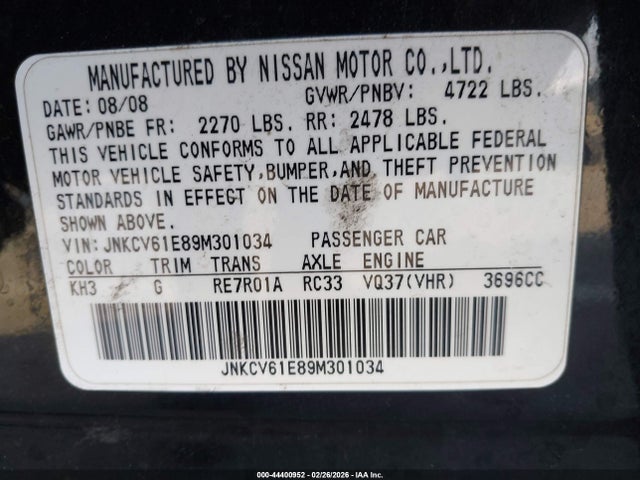 MANUFACTURED BY NISSAN MOTOR CO.,LTD.
DATE: 08/08 GVWR/PNBV: 4722 LBS.
GAWR/PNBE FR: 2270 LBS. RR: 2478 LBS.
THIS VEHICLE CONFORMS TO ALL APPLICABLE FEDERAL
MOTOR VEHICLE SAFETY,BUMPER,AND THEFT PREVENTION
STANDARDS IN EFFECT ON THE DATE OF MANUFACTURE
SHOWN ABOVE.
VIN: JNKCV61E89M301034 PASSENGER CAR
COLOR TRIM TRANS AXLE ENGINE
KH3 G RE7R01A RC33 VQ37(VHR) 3696CC
JNKCV61E89M301034
000-44400952 | 02/26/2026 | IAA Inc.